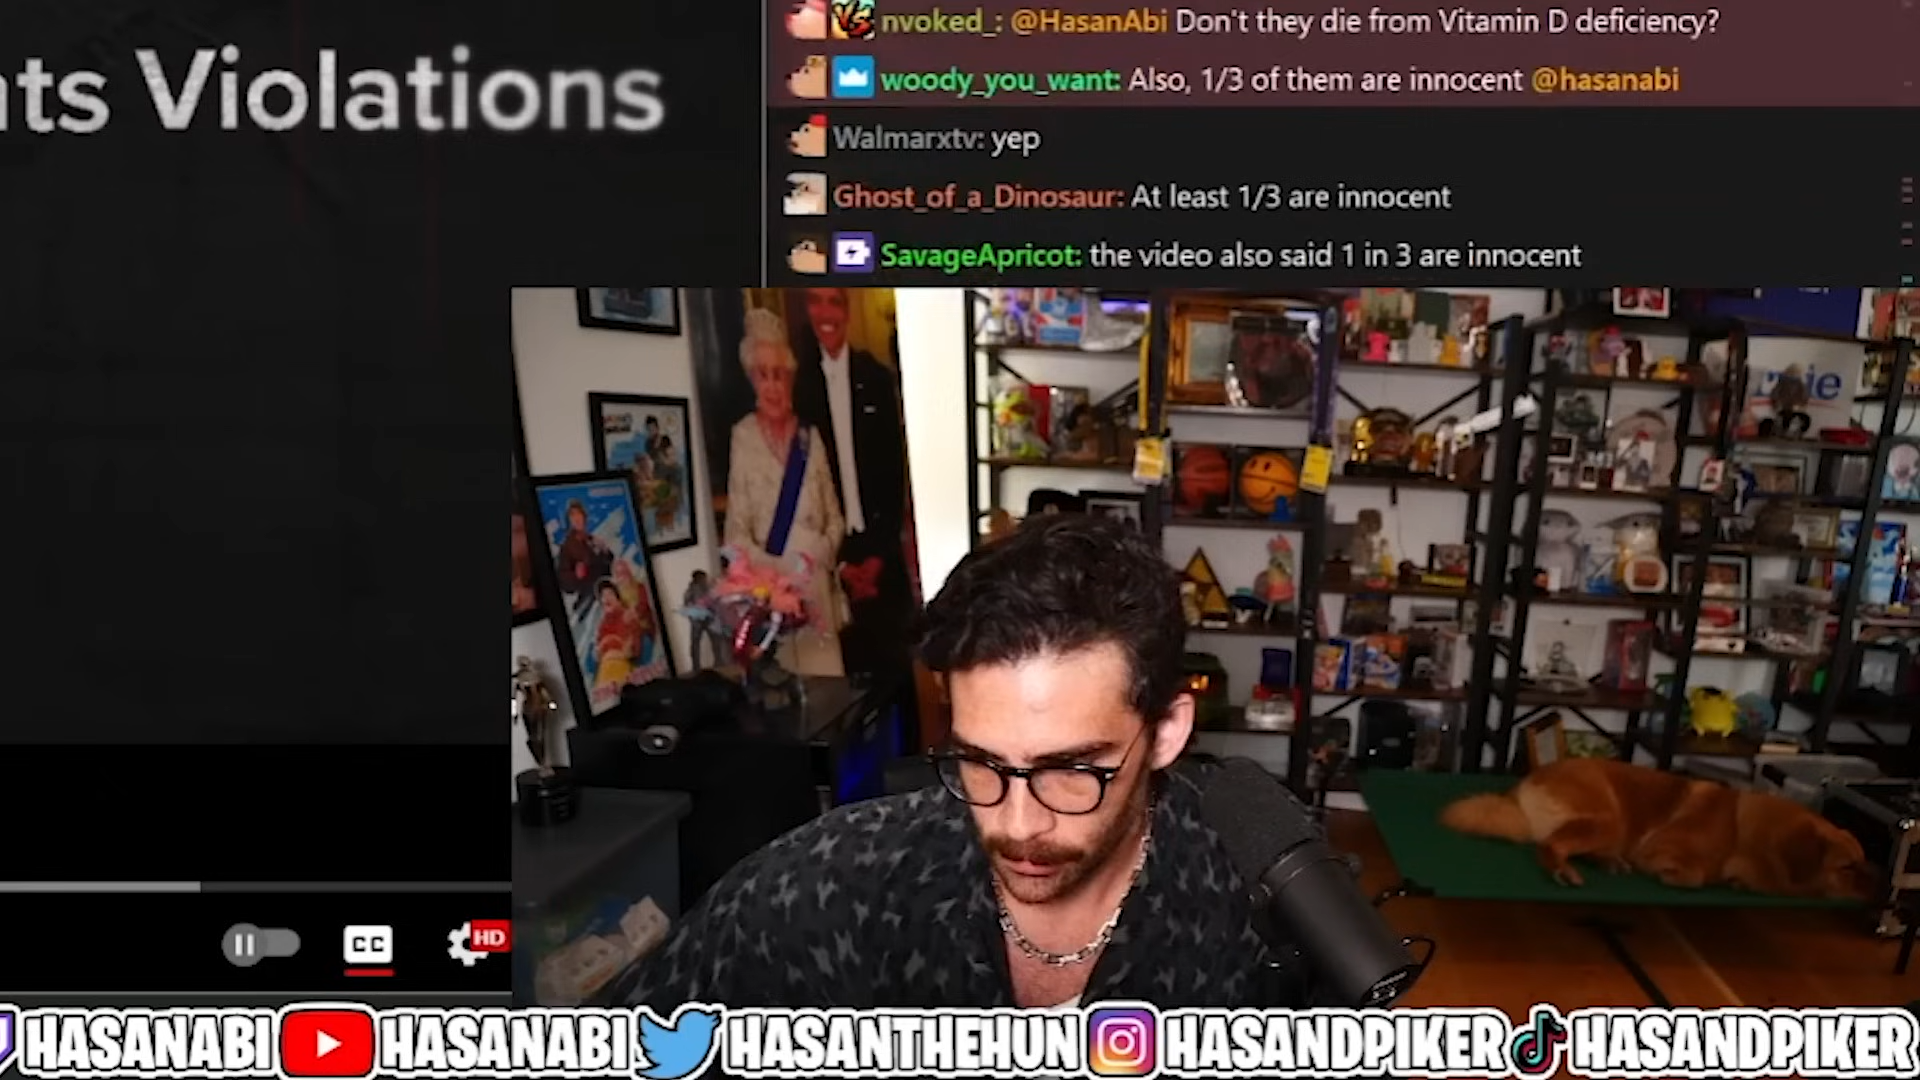 nvoked_: @HasanAbi Don't they die from Vitamin D deficiency?
woody_you_want: Also, 1/3 of them are innocent @hasanabi
Walmarxtv: yep
Ghost_of_a_Dinosaur: At least 1/3 are innocent
SavageApricot: the video also said 1 in 3 are innocent
ts Violations
CC
HD
HASANABI HASANABI HASANTHEHUN HASANDPIKER HASANDPIKER